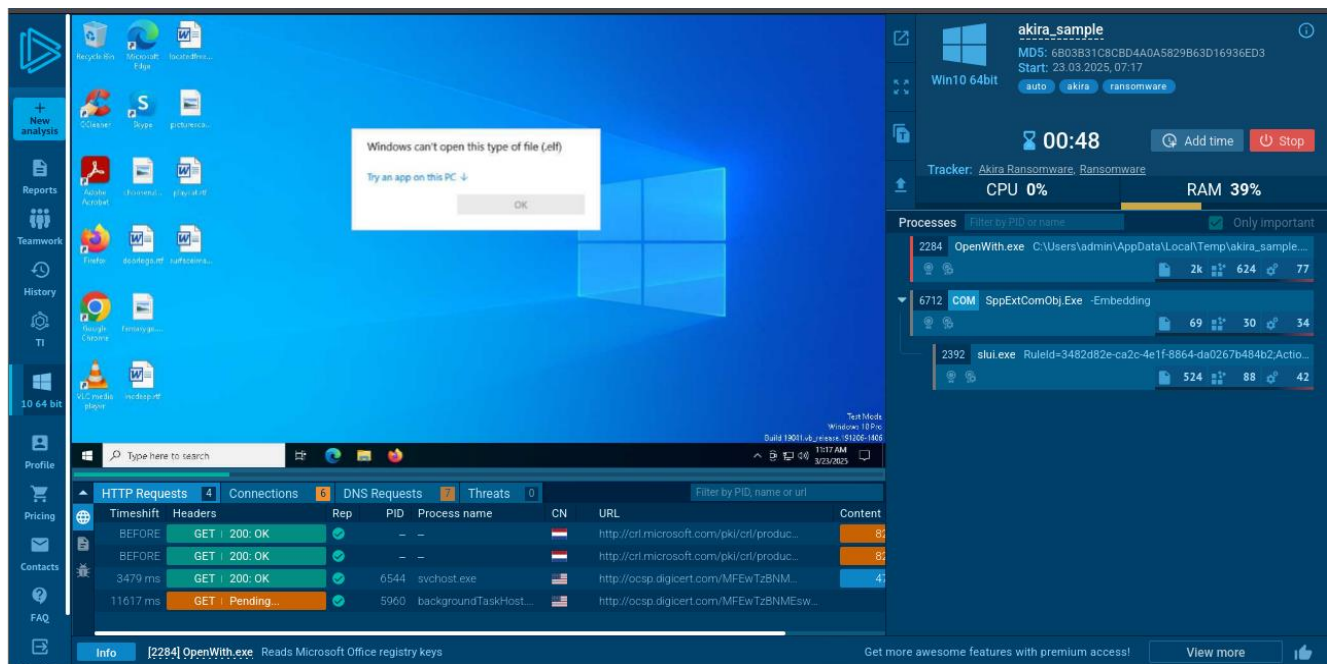 +
New
analysis
Reports
Teamwork
History
TI
10 64 bit
Profile
Pricing
Contacts
FAQ
Recycle Bin
Microsoft
Edge
CCleaner
Skype
Adobe
Acrobat
Firefox
Google
Chrome
VLC media
player
Windows can't open this type of file (.elf)
Try an app on this PC
OK
Test Mode
Windows 10 Pro
Build 19041.vb_release.191206-1406
Type here to search
11:17 AM
3/23/2025
akira_sample
MD5: 6B03B31C8CBD4A0A5829B63D16936ED3
Start: 23.03.2025, 07:17
Win10 64bit
auto akira ransomware
00:48 Add time Stop
Tracker: Akira Ransomware, Ransomware
CPU 0% RAM 39%
Processes Filter by PID or name Only important
2284 OpenWith.exe C:\Users\admin\AppData\Local\Temp\akira_sample....
2k 624 77
6712 COM SppExtComObj.Exe -Embedding
69 30 34
2392 slui.exe RuleId=3482d82e-ca2c-4e1f-8864-da0267b484b2;Actio...
524 88 42
HTTP Requests 4 Connections 6 DNS Requests 7 Threats 0 Filter by PID, name or url
Timeshift Headers Rep PID Process name CN URL Content
BEFORE GET 200: OK – – http://crl.microsoft.com/pki/crl/produc... 82
BEFORE GET 200: OK – – http://crl.microsoft.com/pki/crl/produc... 82
3479 ms GET 200: OK 6544 svchost.exe http://ocsp.digicert.com/MFEwTzBNM... 47
11617 ms GET Pending... 5960 backgroundTaskHost.... http://ocsp.digicert.com/MFEwTzBNMEsw...
Info [2284] OpenWith.exe Reads Microsoft Office registry keys Get more awesome features with premium access! View more